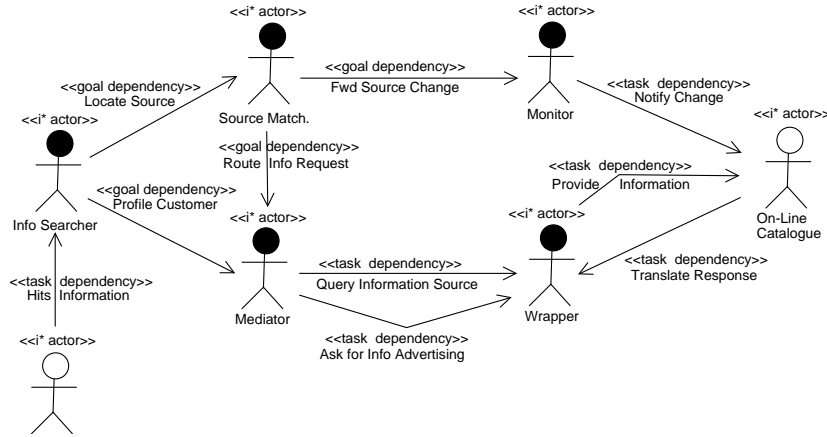 <<i* actor>>
<<i* actor>>
<<goal dependency>>
Locate Source
<<goal dependency>>
Fwd Source Change
<<task dependency>>
Notify Change
<<i* actor>>
Source Match.
Monitor
<<i* actor>>
<<goal dependency>>
Route Info Request
<<task dependency>>
Provide Information
Info Searcher
<<goal dependency>>
Profile Customer
<<i* actor>>
<<i* actor>>
On-Line
Catalogue
<<task dependency>>
Hits Information
<<task dependency>>
Query Information Source
<<task dependency>>
Translate Response
Mediator
Wrapper
<<i* actor>>
<<task dependency>>
Ask for Info Advertising